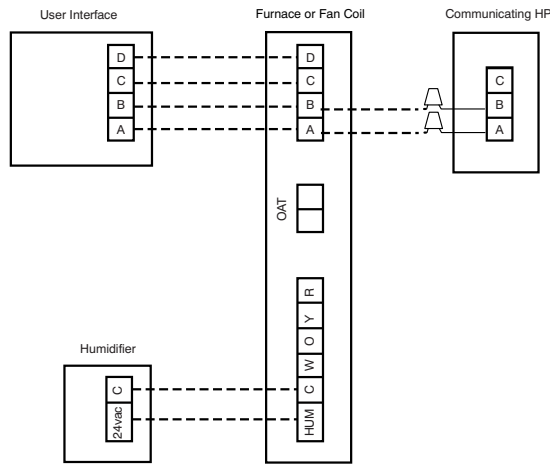 User Interface
D
C
B
A
Furnace or Fan Coil
D
C
B
A
OAT
R
Y
O
W
C
HUM
Communicating HP
C
B
A
Humidifier
C
24vac